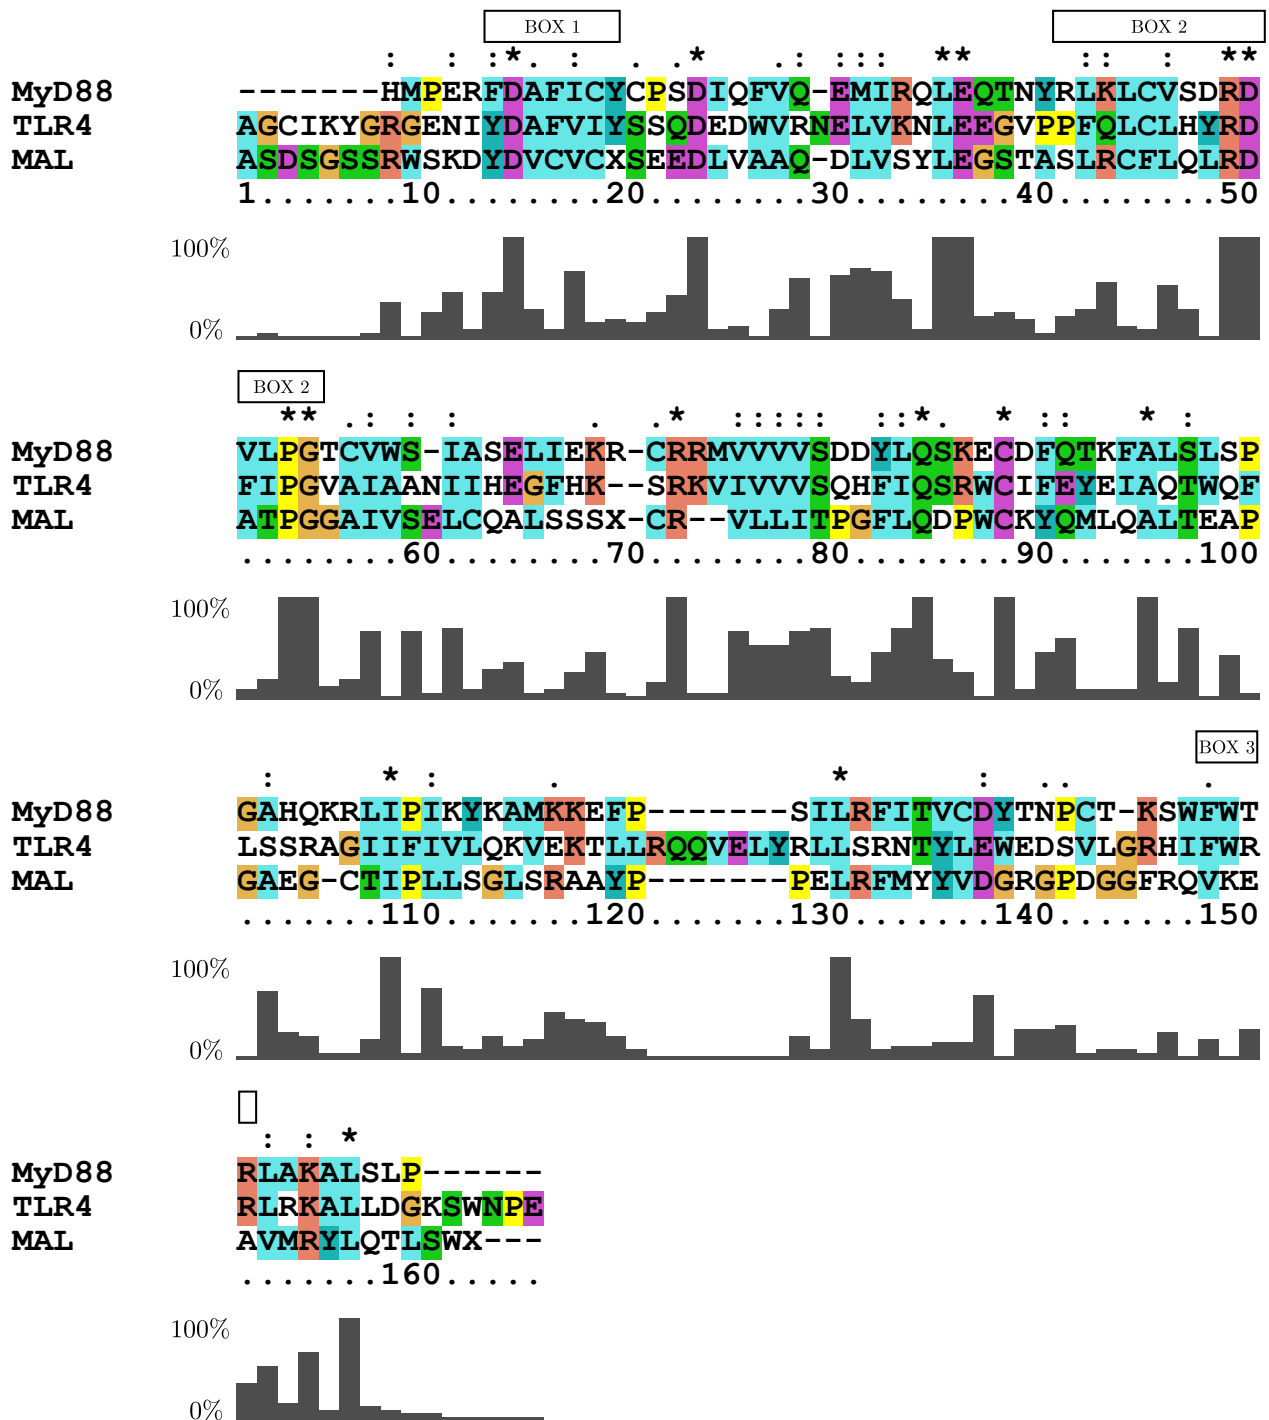 BOX 1 BOX 2
: : :*. : . .* .: ::: ** :: : **
MyD88 -------HMPERFDAFICYCPSDIQFVQ-EMIRQLEQTNYRLKLCVSDRD
TLR4 AGCIKYGRGENIYDAFVIYSSQDEDWVRNELVKNLEEGVPPFQLCLHYRD
MAL ASDSGSSRWSKDYDVCVCXSEEDLVAAQ-DLVSYLEGSTASLRCFLQLRD
1.......10........20........30........40........50
100%
0%
BOX 2
** .: : : . * ::::: ::*. * :: * :
MyD88 VLPGTCVWS-IASELIEKR-CRRMVVVVSDDYLQSKECDFQTKFALSLSP
TLR4 FIPGVAIAANIIHEGFHK--SRKVIVVVSQHFIQSRWCIFEYEIAQTWQF
MAL ATPGGAIVSELCQALSSSX-CR--VLLITPGFLQDPWCKYQMLQALTEAP
........60........70........80........90.......100
100%
0%
BOX 3
: * : . * : .. .
MyD88 GAHQKRLIPIKYKAMKKEFP-------SILRFITVCDYTNPCT-KSWFWT
TLR4 LSSRAGIIFIVLQKVEKTLLRQQVELYRLLSRNTYLEWEDSVLGRHIFWR
MAL GAEG-CTIPLLSGLSRAAYP-------PELRFMYYVDGRGPDGGFRQVKE
.......110.......120.......130.......140.......150
100%
0%
: : *
MyD88 RLAKALSLP------
TLR4 RLRKALLDGKSWNPE
MAL AVMRYLQTLSWX---
.......160.....
100%
0%